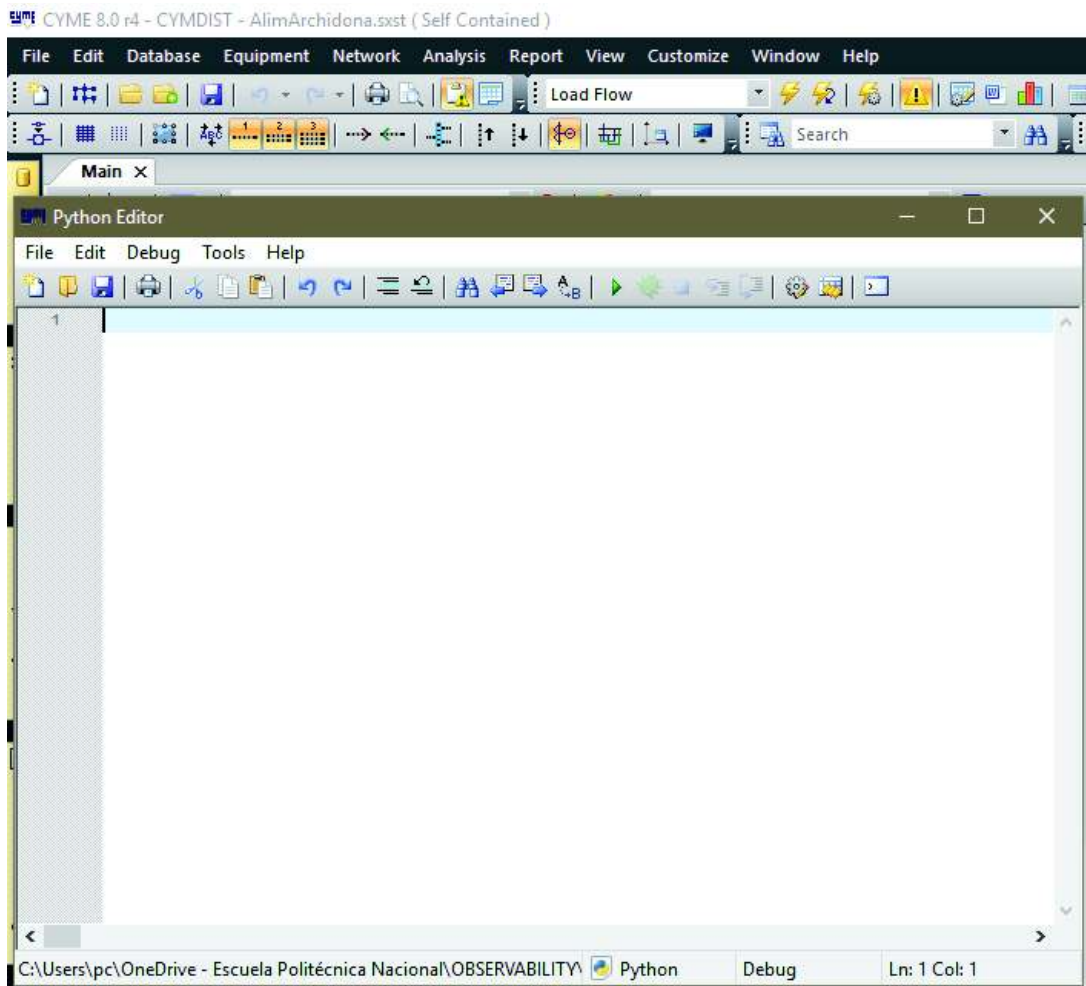 CYME CYME 8.0 r4 - CYMDIST - AlimArchidona.sxst ( Self Contained )
File Edit Database Equipment Network Analysis Report View Customize Window Help
Load Flow
Search
Main
Python Editor
File Edit Debug Tools Help
1
C:\Users\pc\OneDrive - Escuela Politécnica Nacional\OBSERVABILITY\ Python Debug Ln: 1 Col: 1